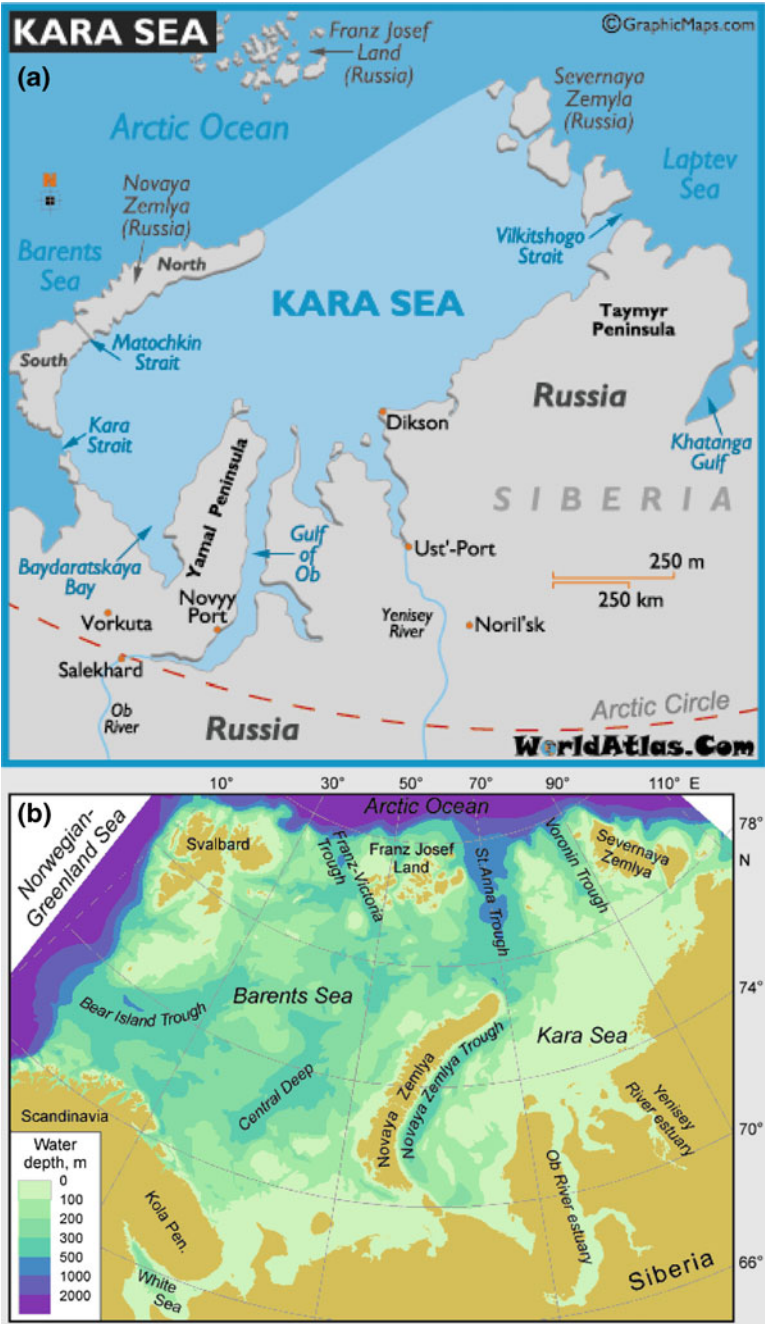 KARA SEA
©GraphicMaps.com
(a)
Franz Josef
Land
(Russia)
Severnaya
Zemyla
(Russia)
Arctic Ocean
Laptev
Sea
Novaya
Zemlya
(Russia)
Barents
Sea
North
Vilkitshogo
Strait
KARA SEA
Taymyr
Peninsula
Matochkin
Strait
South
Russia
Dikson
Kara
Strait
Khatanga
Gulf
Yamal Peninsula
SIBERIA
Gulf
of
Ob
Ust'-Port
250 m
250 km
Baydaratskaya
Bay
Novyy
Port
Vorkuta
Yenisey
River
Noril'sk
Salekhard
Ob
River
Russia
Arctic Circle
WorldAtlas.Com
10° 30° 50° 70° 90° 110° E
(b)
Arctic Ocean
78°
N
Norwegian-
Greenland Sea
Svalbard
Franz-Victoria
Trough
Franz Josef
Land
St.Anna Trough
Voronin Trough
Severnaya
Zemlya
74°
Bear Island Trough
Barents Sea
Kara Sea
Novaya Zemlya
Novaya Zemlya Trough
Central Deep
Scandinavia
Yenisey
River estuary
70°
Water
depth, m
0
100
200
300
500
1000
2000
Kola Pen.
Ob River estuary
White
Sea
Siberia
66°